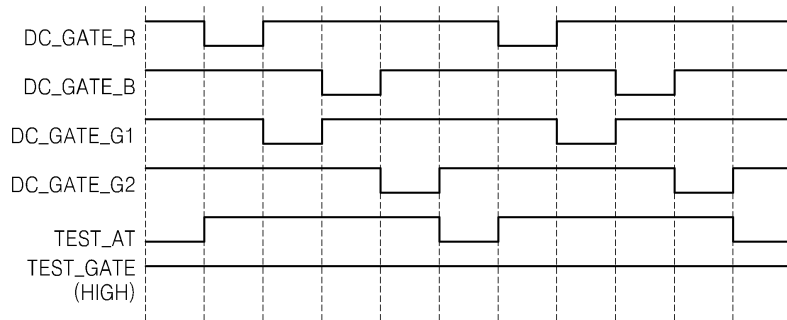 DC_GATE_R
DC_GATE_B
DC_GATE_G1
DC_GATE_G2
TEST_AT
TEST_GATE
(HIGH)